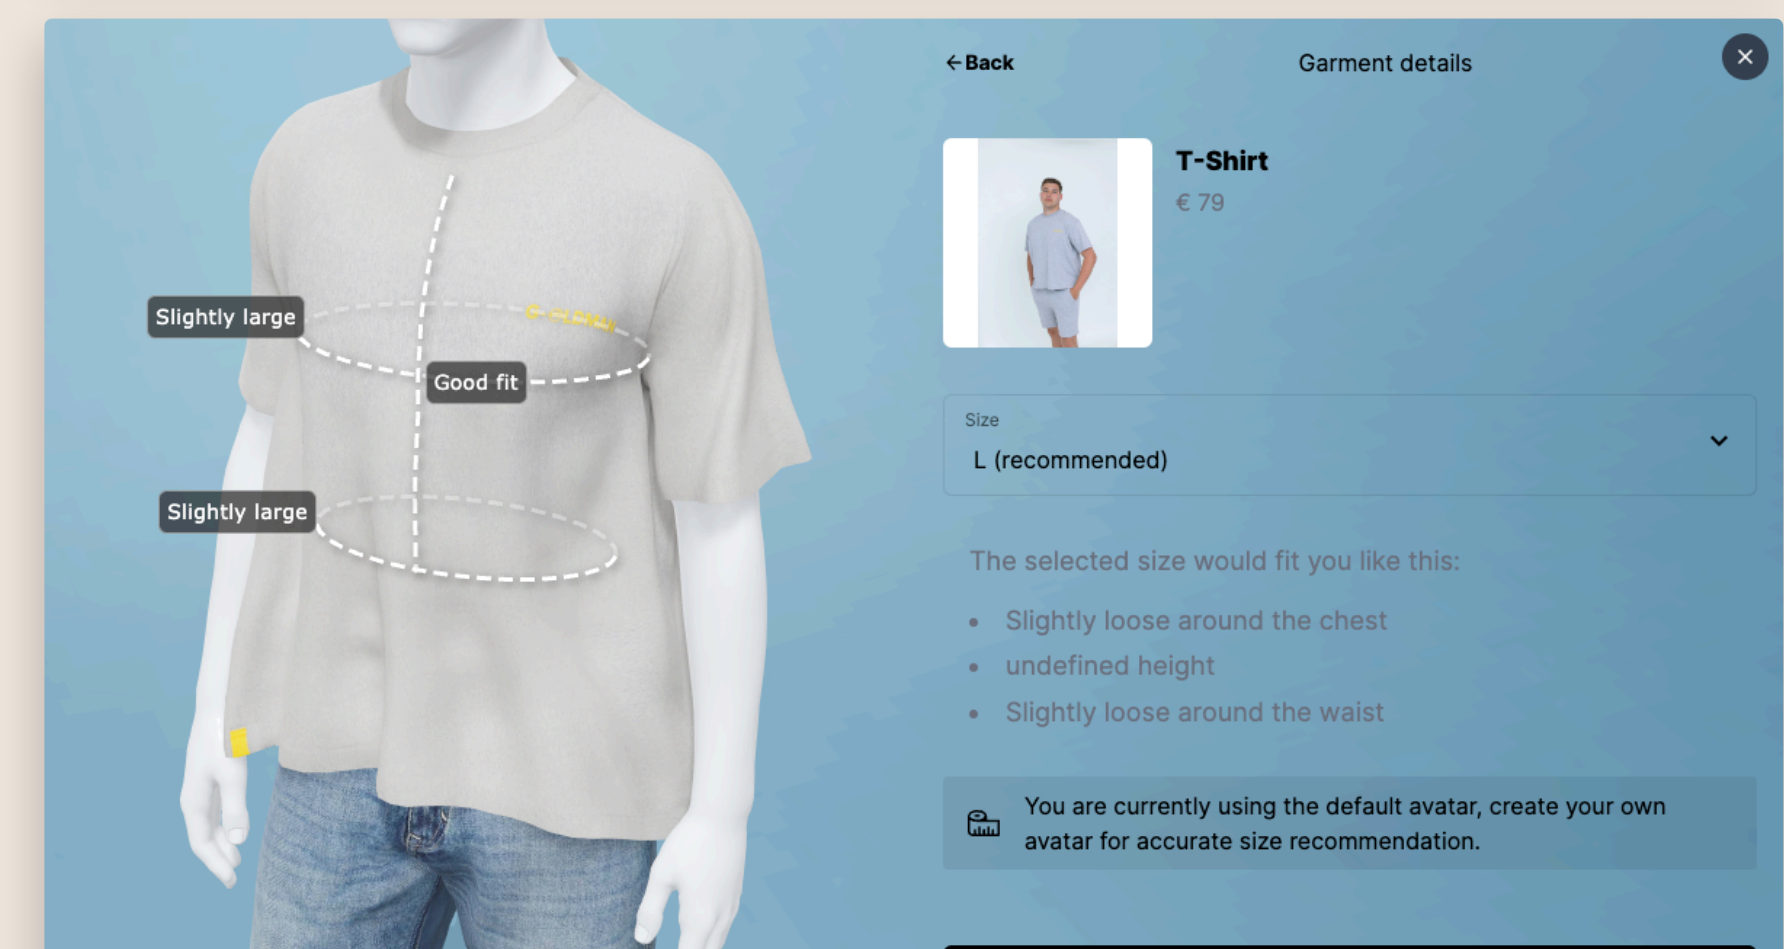 ← Back
Garment details
T-Shirt
€ 79
Slightly large
Good fit
Slightly large
Size
L (recommended)
The selected size would fit you like this:
• Slightly loose around the chest
• undefined height
• Slightly loose around the waist
You are currently using the default avatar, create your own
avatar for accurate size recommendation.